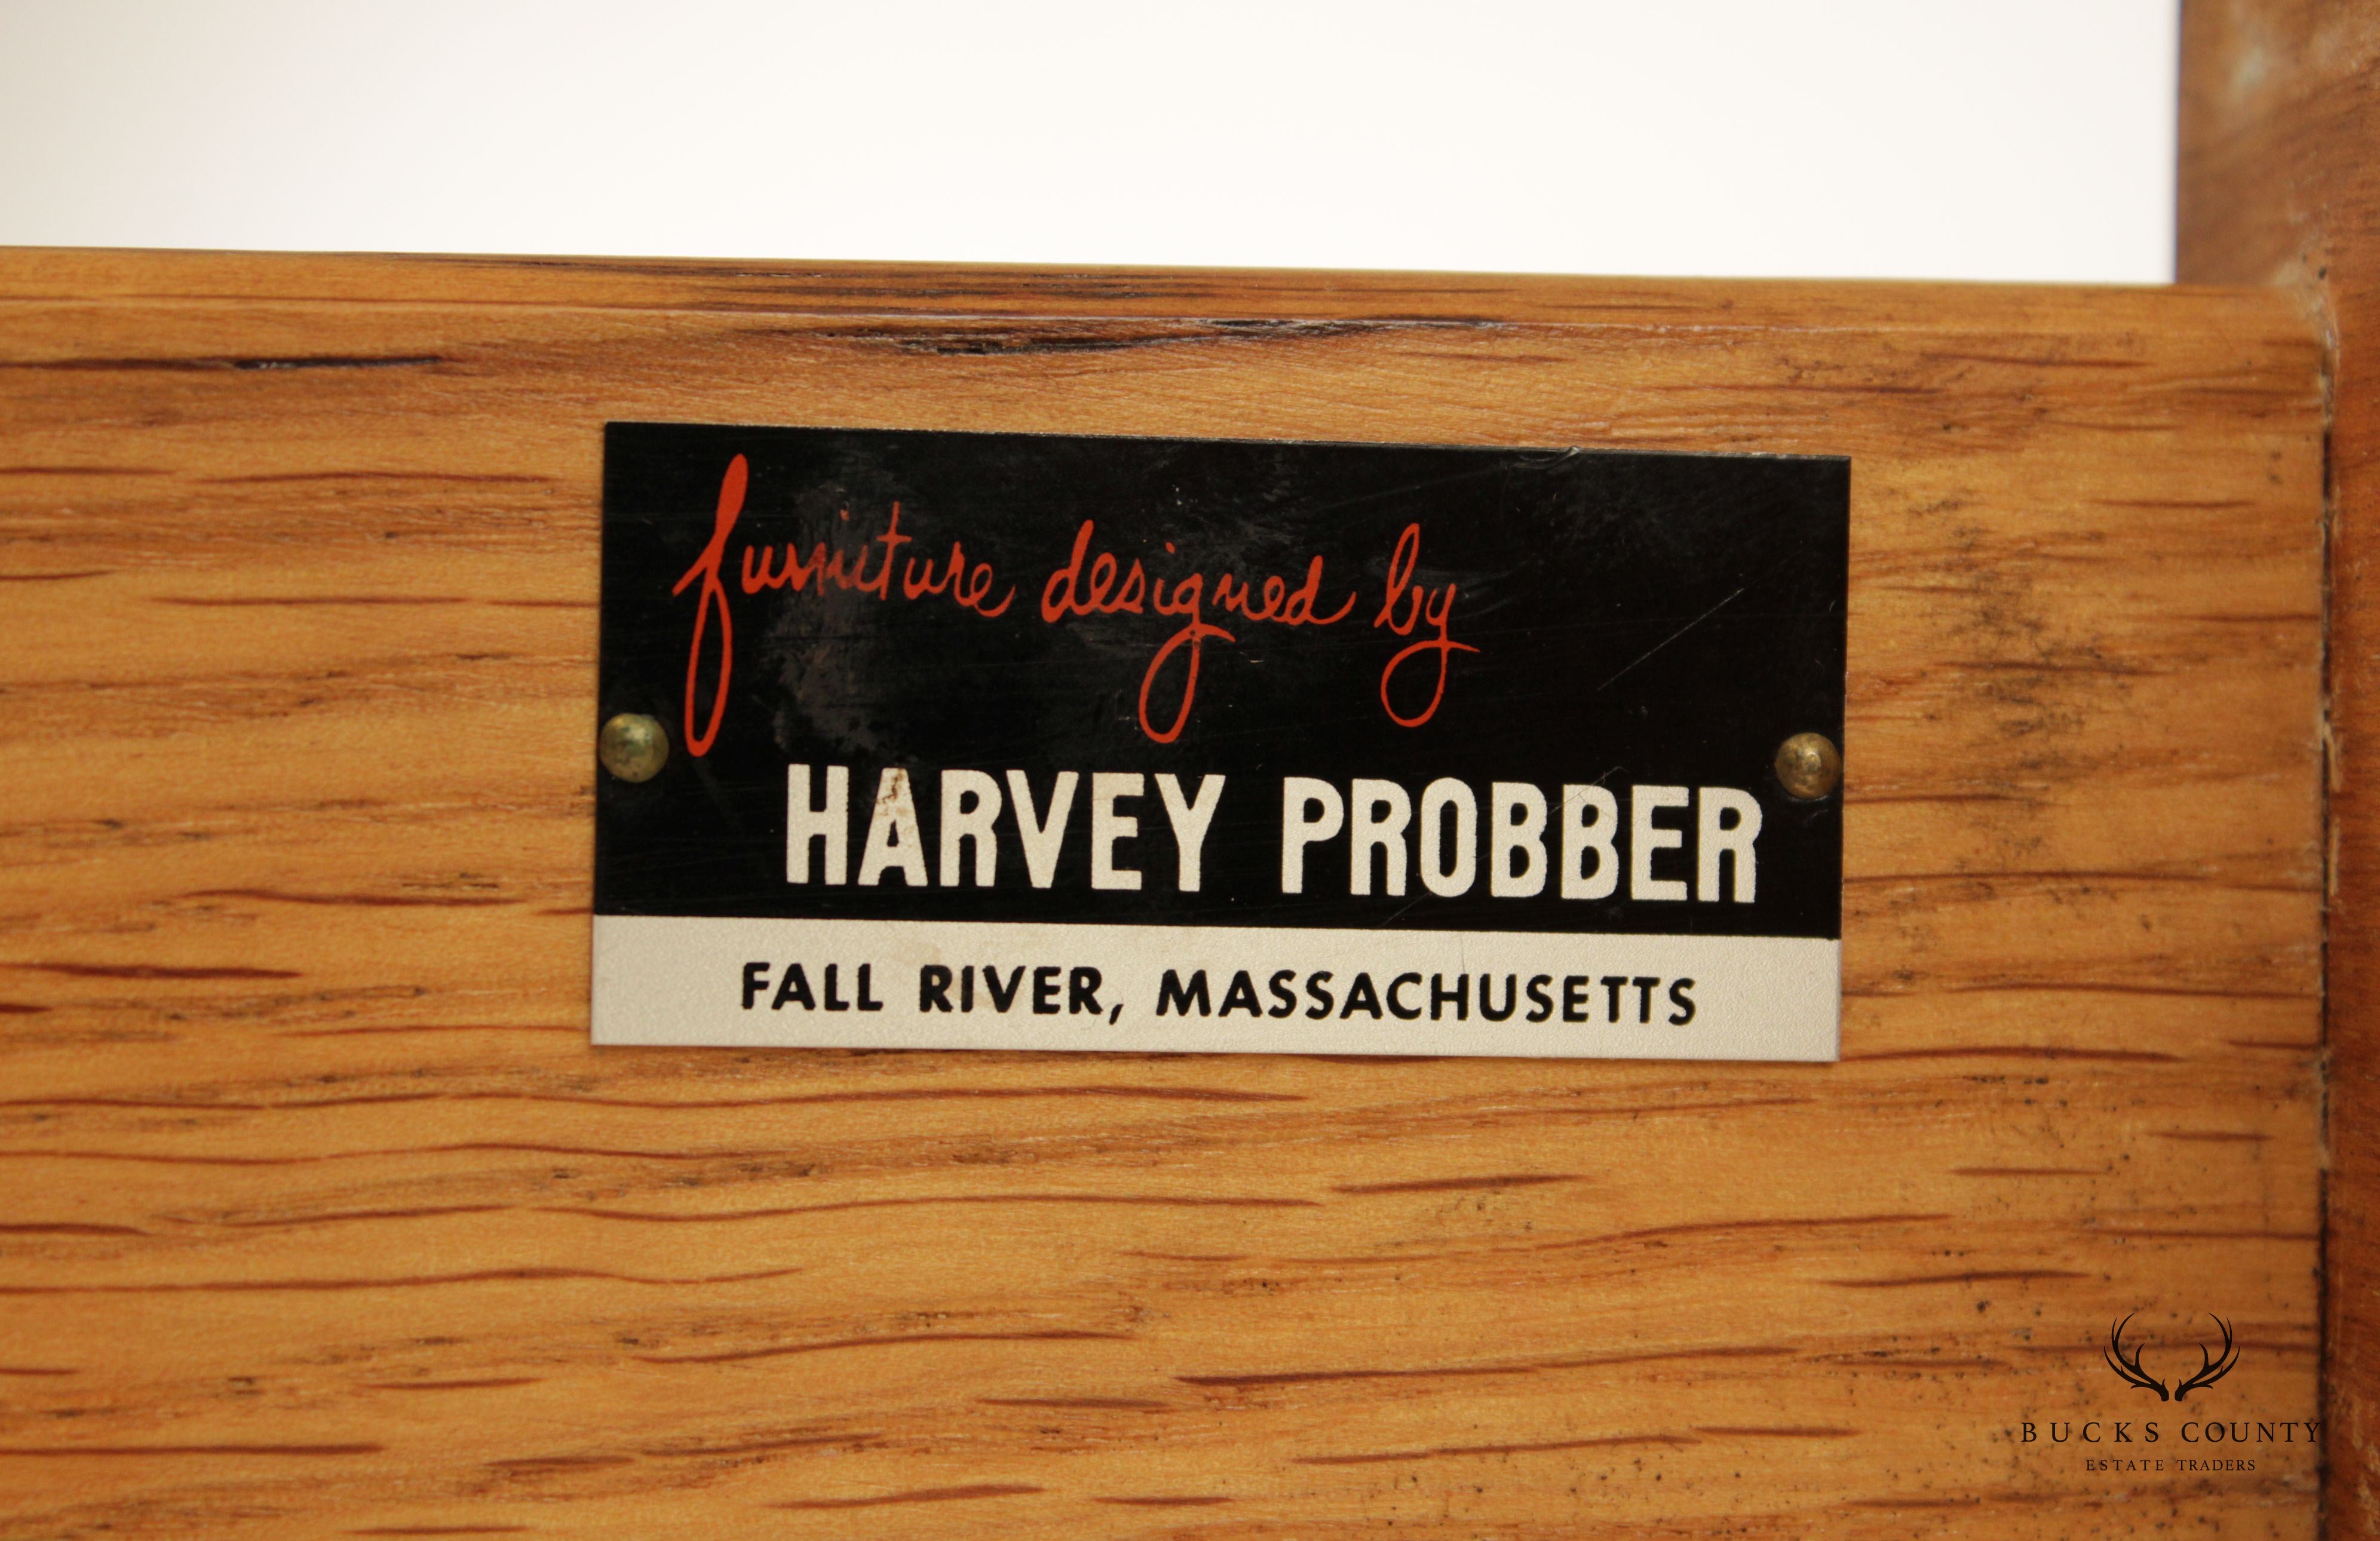 furniture designed by
HARVEY PROBBER
FALL RIVER, MASSACHUSETTS
BUCKS COUNTY
ESTATE TRADERS